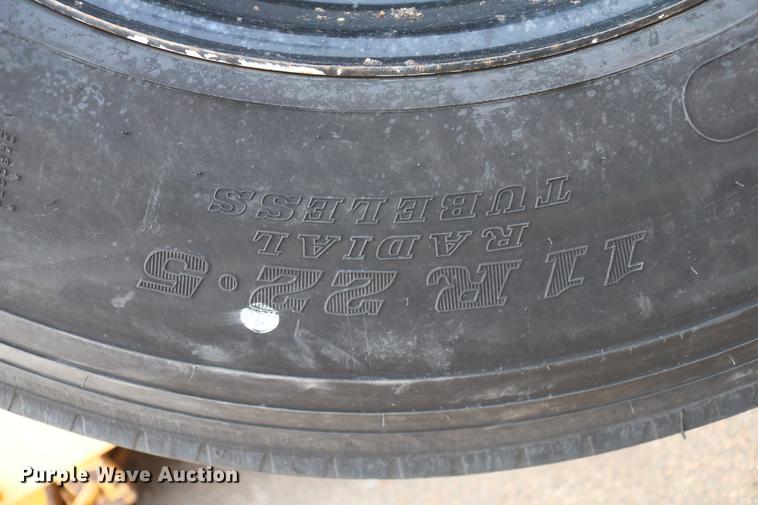 11R22.5
RADIAL
TUBELESS
Purple Wave Auction